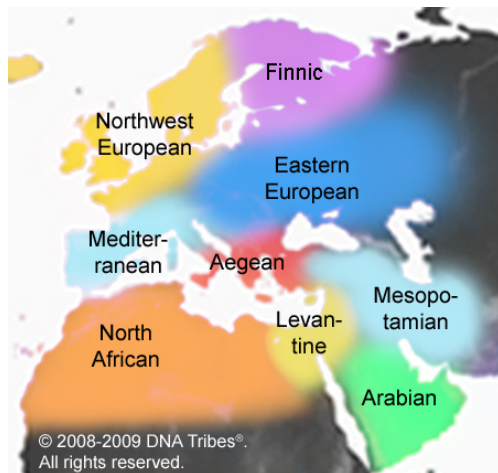 Finnic
Northwest
European
Eastern
European
Mediter-
ranean
Aegean
Mesopo-
tamian
Levan-
tine
North
African
Arabian
© 2008-2009 DNA Tribes®.
All rights reserved.